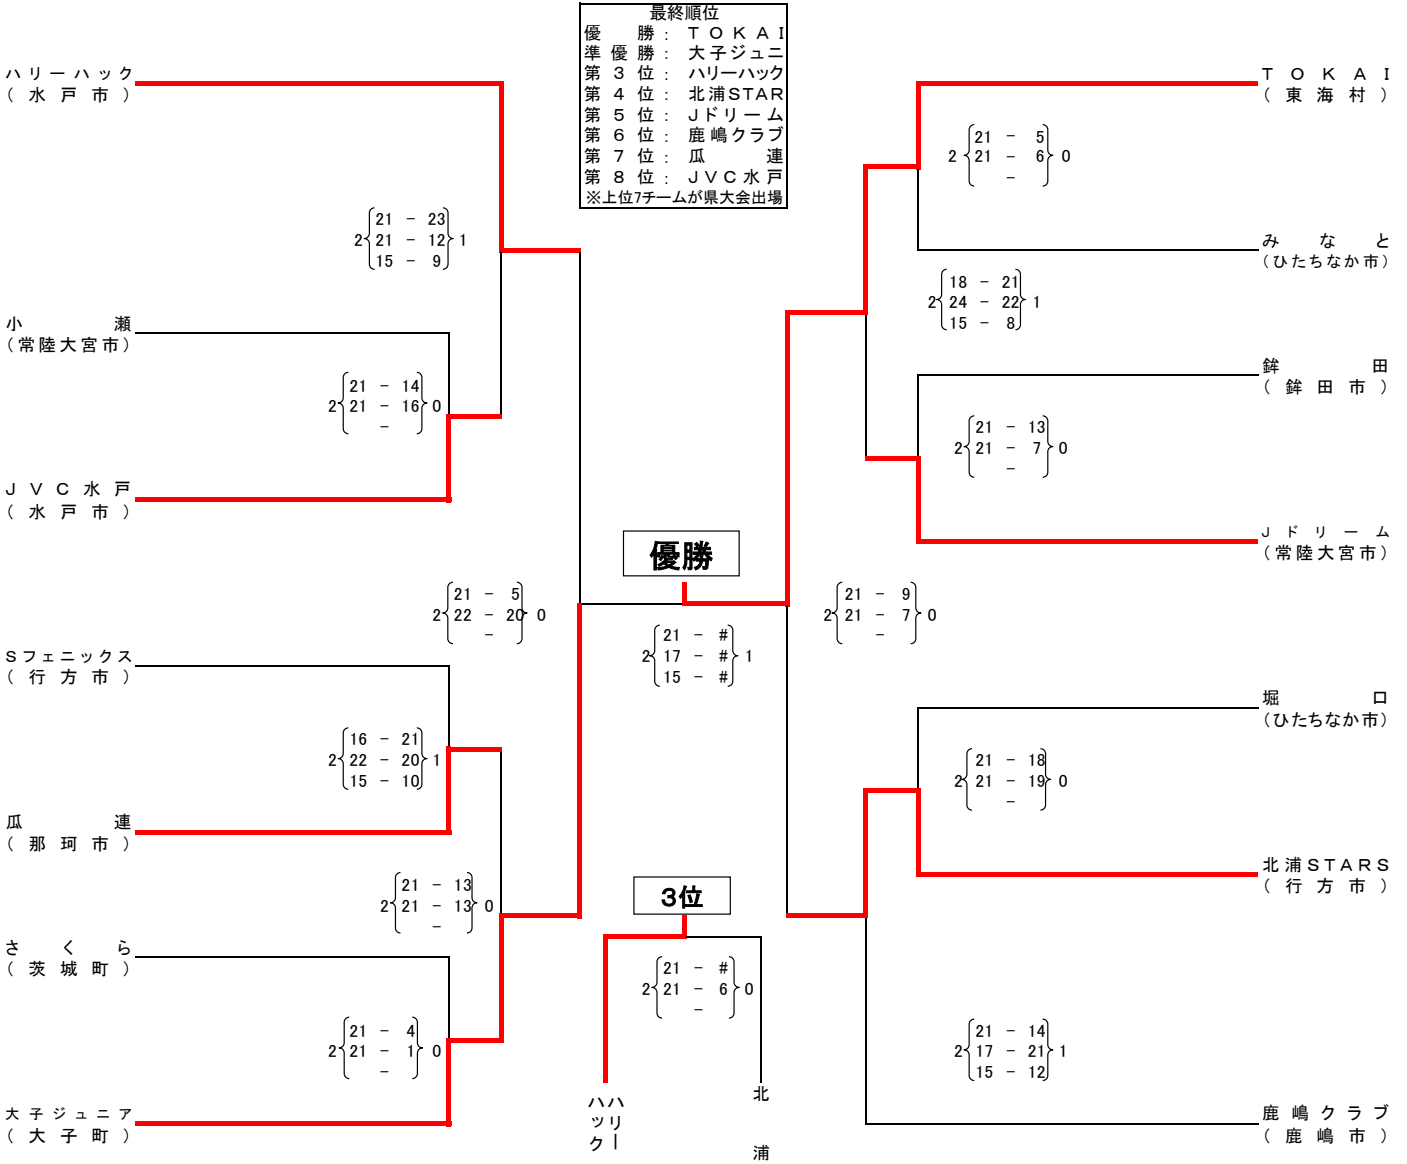 最終順位
優勝：ＴＯＫＡＩ
準優勝：大子ジュニ
第３位：ハリーハック
第４位：北浦STAR
第５位：Jドリーム
第６位：鹿嶋クラブ
第７位：瓜連
第８位：ＪＶＣ水戸
※上位7チームが県大会出場
ハリーハック
（水戸市）
2 21 - 23 1
21 - 12
15 - 9
小瀬
（常陸大宮市）
2 21 - 14 0
21 - 16
-
ＪＶＣ水戸
（水戸市）
2 21 - 5 0
22 - 20
-
Sフェニックス
（行方市）
2 16 - 21 1
22 - 20
15 - 10
瓜連
（那珂市）
2 21 - 13 0
21 - 13
-
さくら
（茨城町）
2 21 - 4 0
21 - 1
-
大子ジュニア
（大子町）
優勝
2 21 - # 1
17 - #
15 - #
3位
2 21 - # 0
21 - 6
-
ハリー
ハック
北浦
ＴＯＫＡＩ
（東海村）
2 21 - 5 0
21 - 6
-
みなと
（ひたちなか市）
2 18 - 21 1
24 - 22
15 - 8
鉾田
（鉾田市）
2 21 - 13 0
21 - 7
-
Jドリーム
（常陸大宮市）
2 21 - 9 0
21 - 7
-
堀口
（ひたちなか市）
2 21 - 18 0
21 - 19
-
北浦STARS
（行方市）
2 21 - 14 1
17 - 21
15 - 12
鹿嶋クラブ
（鹿嶋市）